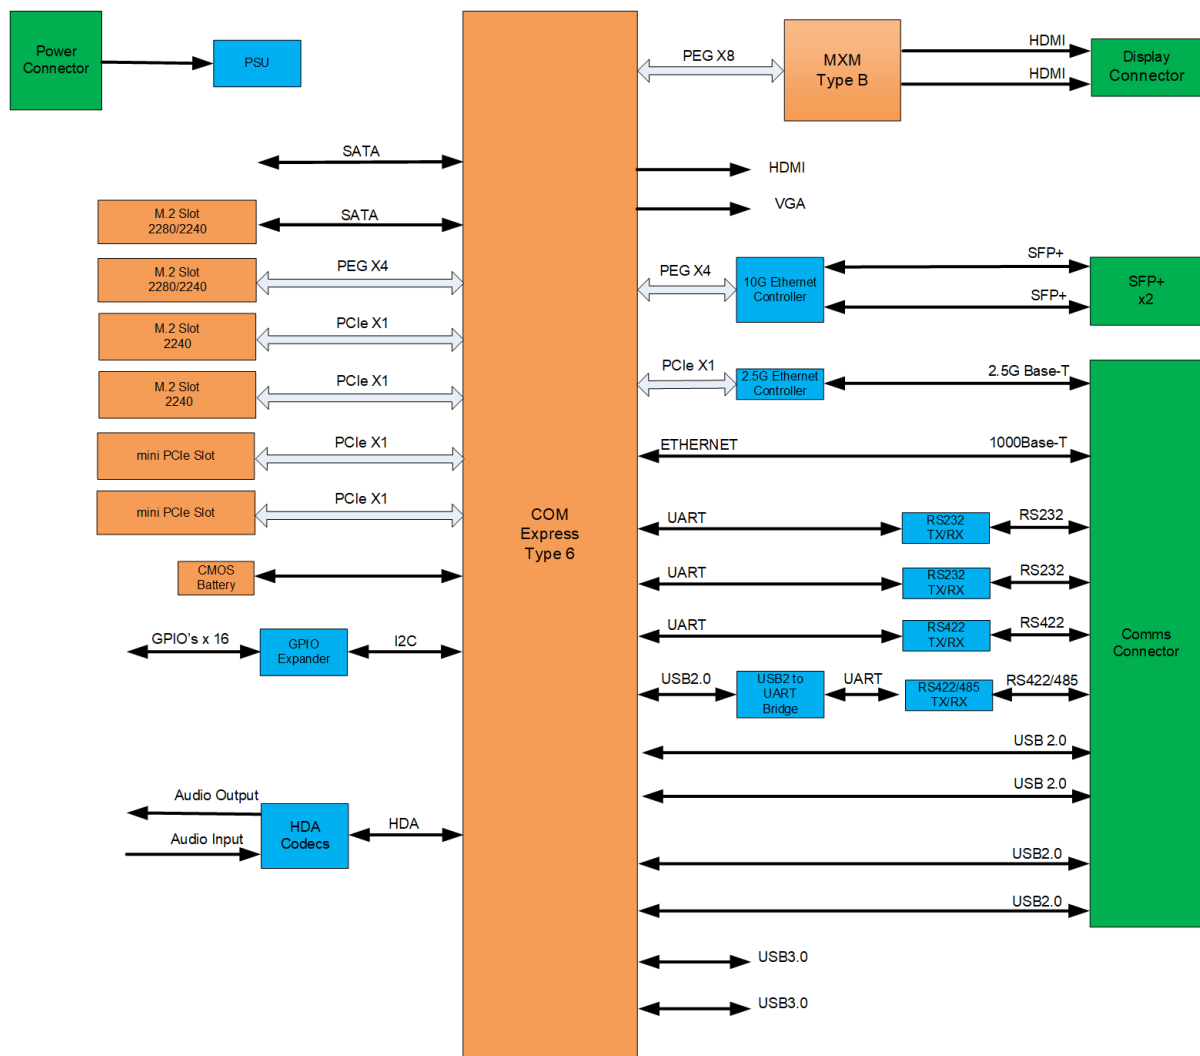 Power
Connector
PSU
PEG X8
MXM
Type B
HDMI
HDMI
Display
Connector
SATA
HDMI
VGA
M.2 Slot
2280/2240
SATA
M.2 Slot
2280/2240
PEG X4
M.2 Slot
2240
PCIe X1
M.2 Slot
2240
PCIe X1
mini PCIe Slot
PCIe X1
mini PCIe Slot
PCIe X1
CMOS
Battery
GPIO's x 16
GPIO
Expander
I2C
Audio Output
Audio Input
HDA
Codecs
HDA
COM
Express
Type 6
PEG X4
10G Ethernet
Controller
SFP+
SFP+
SFP+
x2
PCIe X1
2.5G Ethernet
Controller
2.5G Base-T
ETHERNET
1000Base-T
UART
RS232
TX/RX
RS232
UART
RS232
TX/RX
RS232
UART
RS422
TX/RX
RS422
USB2.0
USB2 to
UART
Bridge
UART
RS422/485
TX/RX
RS422/485
Comms
Connector
USB 2.0
USB 2.0
USB2.0
USB2.0
USB3.0
USB3.0